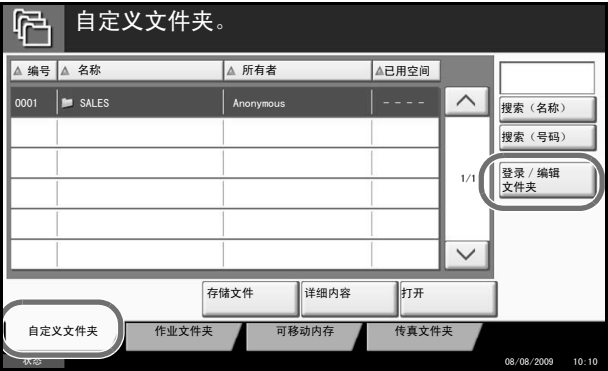 自定义文件夹。
编号 名称 所有者 已用空间
0001 SALES Anonymous - - - -
搜索（名称）
搜索（号码）
1/1
登录 / 编辑
文件夹
存储文件 详细内容 打开
自定义文件夹 作业文件夹 可移动内存 传真文件夹
状态 08/08/2009 10:10